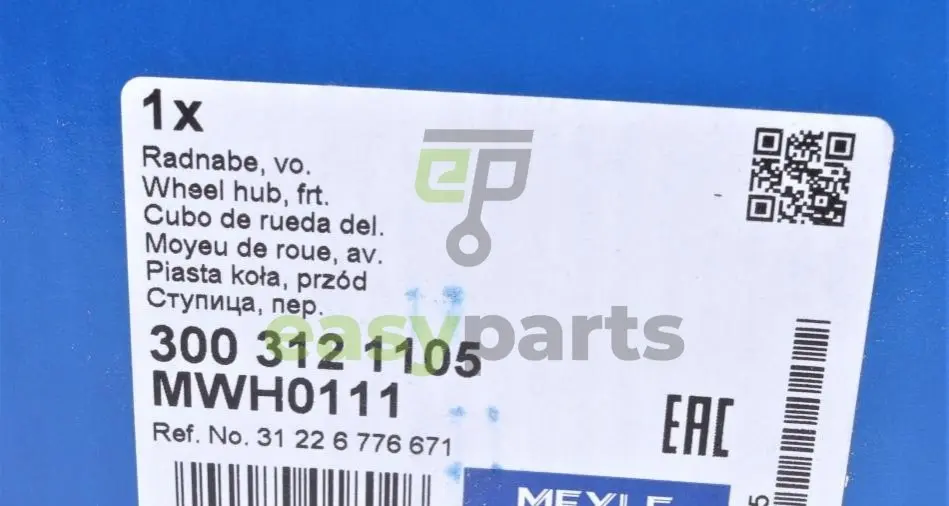 1x
Radnabe, vo.
Wheel hub, frt.
Cubo de rueda del.
Moyeu de roue, av.
Piasta koła, przód
Ступица, пер.
300 312 1105
MWH0111
Ref. No. 31 22 6 776 671
EAC
MEYLE
5
ep
easyparts